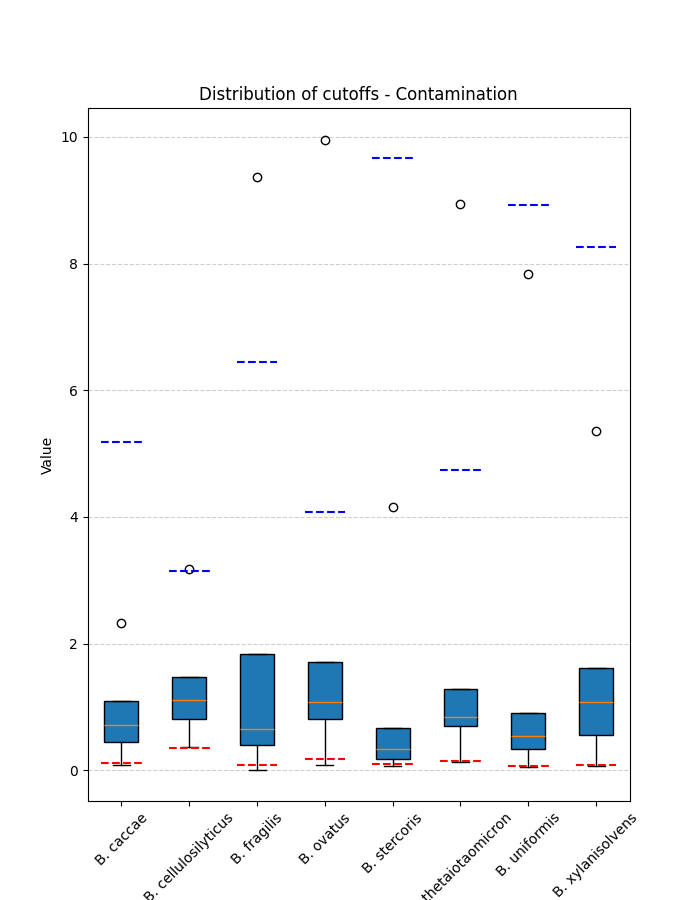 Distribution of cutoffs - Contamination
Value
10
8
6
4
2
0
B. caccae
B. cellulosilyticus
B. fragilis
B. ovatus
B. stercoris
thetaiotaomicron
B. uniformis
B. xylanisolvens